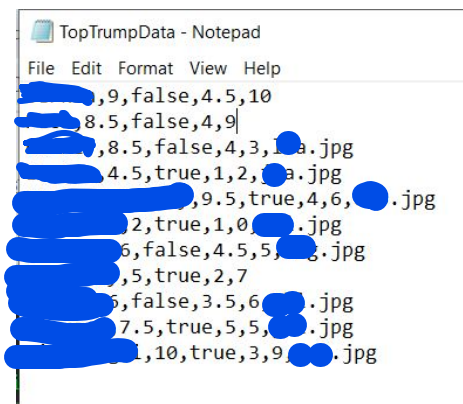 TopTrumpData - Notepad
File Edit Format View Help
,9,false,4.5,10
,8.5,false,4,9
,8.5,false,4,3, .jpg
4.5,true,1,2, .jpg
,9.5,true,4,6, .jpg
,2,true,1,0, .jpg
6,false,4.5,5, .jpg
,5,true,2,7
,false,3.5,6 .jpg
7.5,true,5,5, .jpg
,10,true,3,9 .jpg